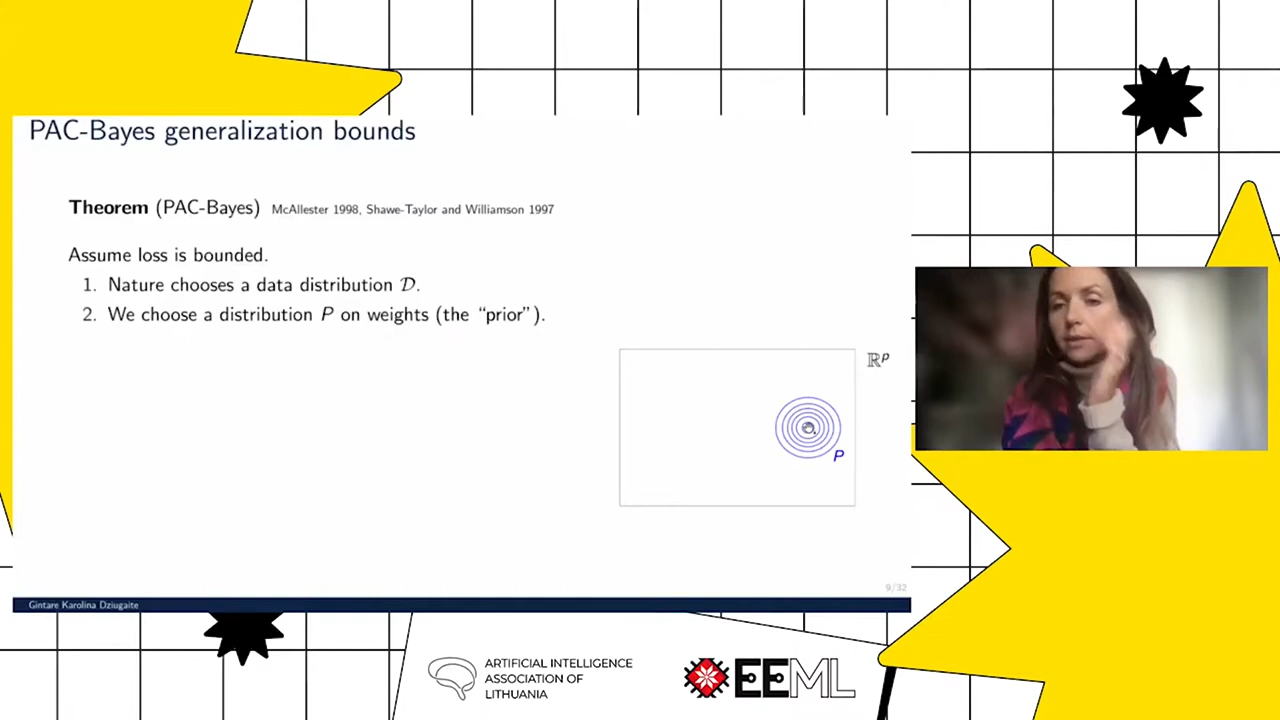 PAC-Bayes generalization bounds
Theorem (PAC-Bayes) McAllester 1998, Shawe-Taylor and Williamson 1997
Assume loss is bounded.
1. Nature chooses a data distribution 𝒟.
2. We choose a distribution P on weights (the “prior”).
ℝᵖ
P
9/32
Gintare Karolina Dziugaite
ARTIFICIAL INTELLIGENCE
ASSOCIATION OF
LITHUANIA
EEML